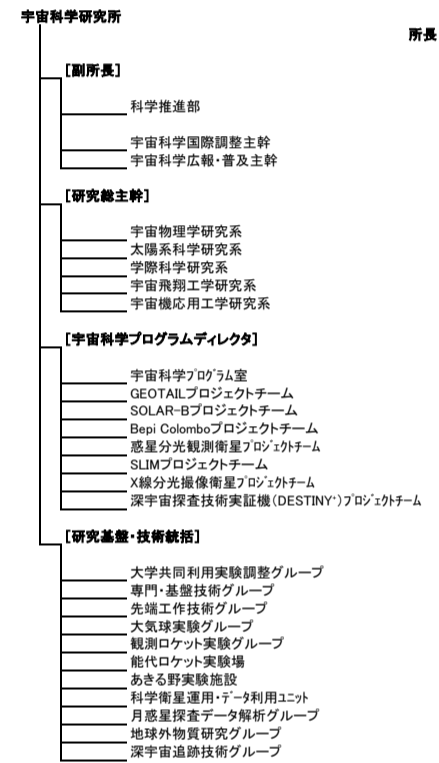 宇宙科学研究所
所長
[副所長]
科学推進部
宇宙科学国際調整主幹
宇宙科学広報・普及主幹
[研究総主幹]
宇宙物理学研究系
太陽系科学研究系
学際科学研究系
宇宙飛翔工学研究系
宇宙機応用工学研究系
[宇宙科学プログラムディレクタ]
宇宙科学ﾌﾟﾛｸﾞﾗﾑ室
GEOTAILプロジェクトチーム
SOLAR-Bプロジェクトチーム
Bepi Colomboプロジェクトチーム
惑星分光観測衛星ﾌﾟﾛｼﾞｪｸﾄﾁｰﾑ
SLIMプロジェクトチーム
X線分光撮像衛星ﾌﾟﾛｼﾞｪｸﾄﾁｰﾑ
深宇宙探査技術実証機(DESTINY⁺)ﾌﾟﾛｼﾞｪｸﾄﾁｰﾑ
[研究基盤・技術統括]
大学共同利用実験調整グループ
専門・基盤技術グループ
先端工作技術グループ
大気球実験グループ
観測ロケット実験グループ
能代ロケット実験場
あきる野実験施設
科学衛星運用・ﾃﾞｰﾀ利用ﾕﾆｯﾄ
月惑星探査データ解析グループ
地球外物質研究グループ
深宇宙追跡技術グループ